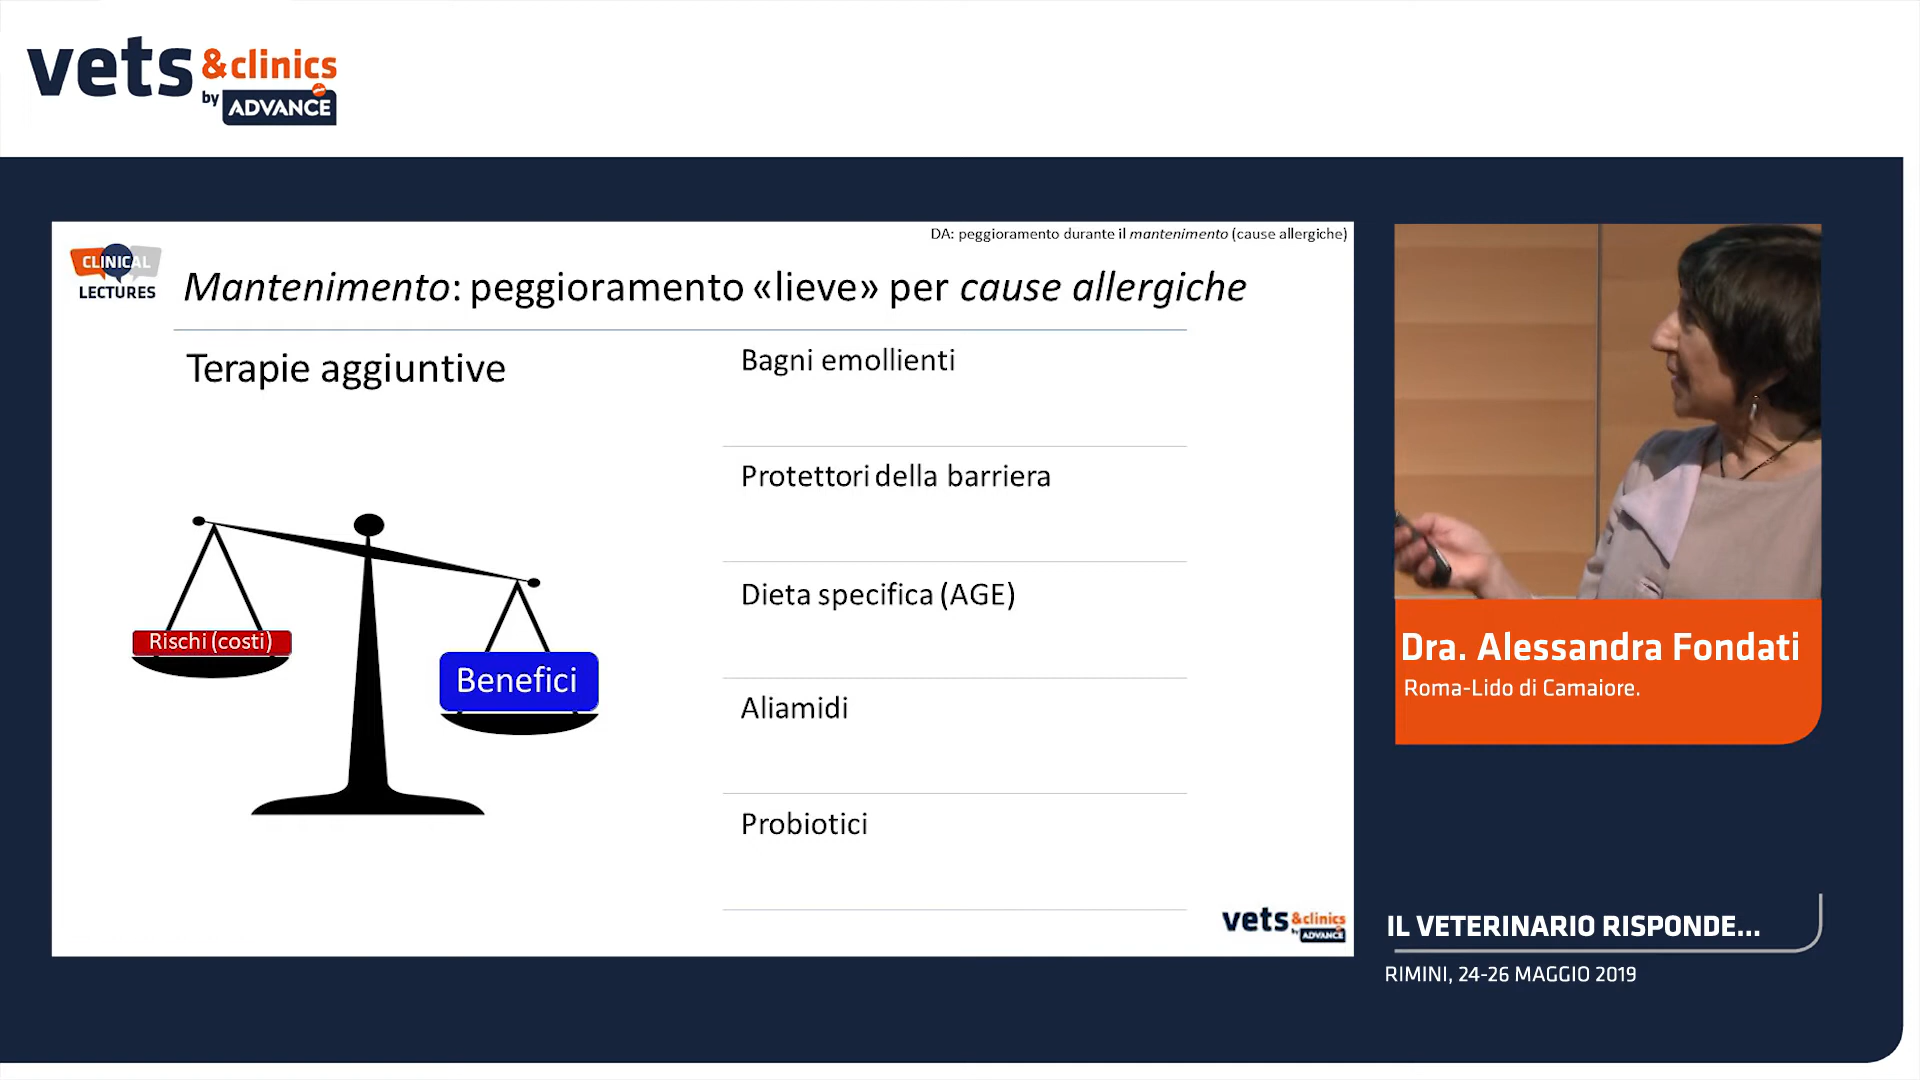 vets &clinics
by ADVANCE
DA: peggioramento durante il mantenimento (cause allergiche)
CLINICAL
LECTURES
Mantenimento: peggioramento «lieve» per cause allergiche
Terapie aggiuntive
Rischi (costi)
Benefici
Bagni emollienti
Protettori della barriera
Dieta specifica (AGE)
Aliamidi
Probiotici
vets &clinics
by ADVANCE
Dra. Alessandra Fondati
Roma-Lido di Camaiore.
IL VETERINARIO RISPONDE...
RIMINI, 24-26 MAGGIO 2019